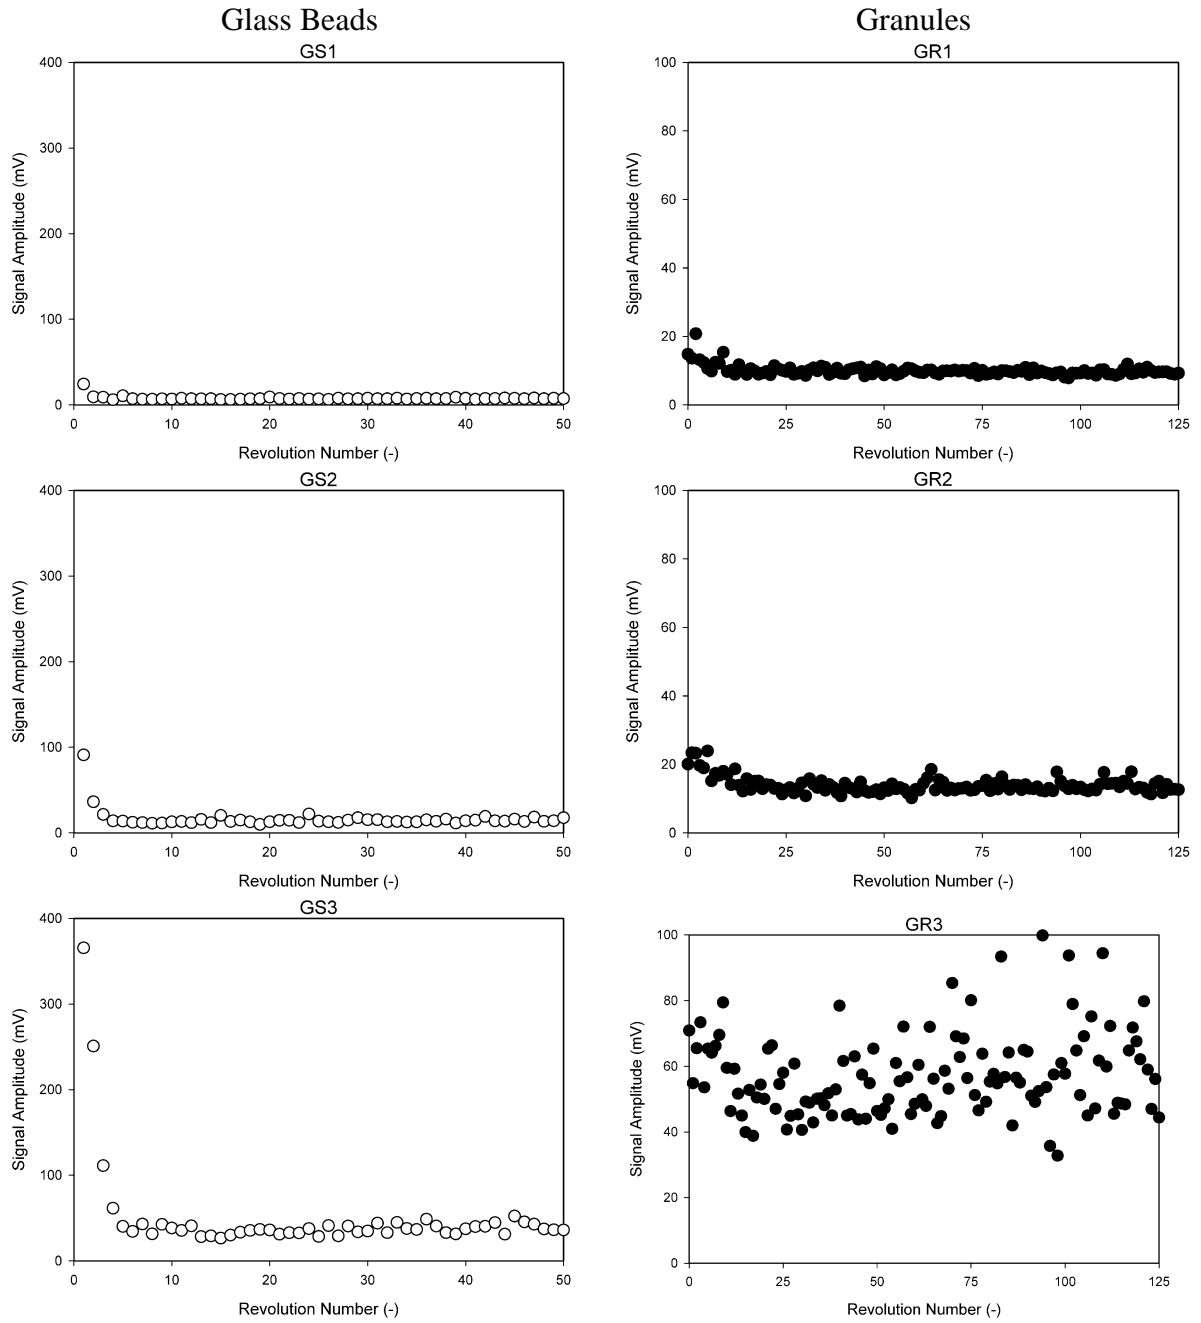 Glass Beads
Granules
GS1
400
300
200
100
0
Signal Amplitude (mV)
0 10 20 30 40 50
Revolution Number (-)
GR1
100
80
60
40
20
0
Signal Amplitude (mV)
0 25 50 75 100 125
Revolution Number (-)
GS2
400
300
200
100
0
Signal Amplitude (mV)
0 10 20 30 40 50
Revolution Number (-)
GR2
100
80
60
40
20
0
Signal Amplitude (mV)
0 25 50 75 100 125
Revolution Number (-)
GS3
400
300
200
100
0
Signal Amplitude (mV)
0 10 20 30 40 50
Revolution Number (-)
GR3
100
80
60
40
20
0
Signal Amplitude (mV)
0 25 50 75 100 125
Revolution Number (-)